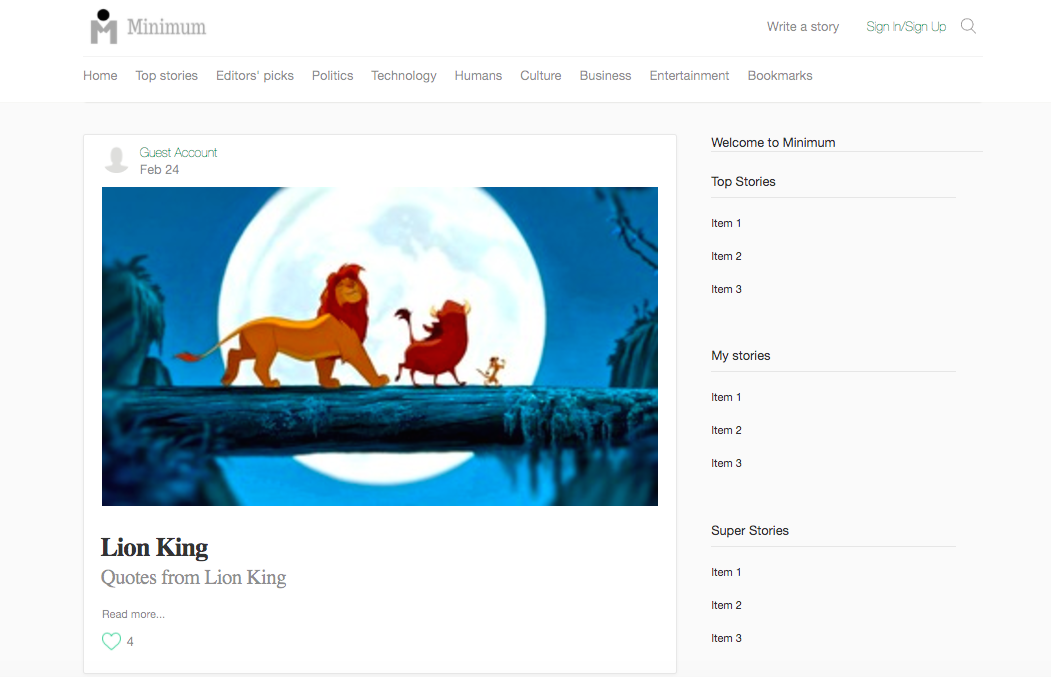 Minimum
Write a story Sign In/Sign Up
Home Top stories Editors' picks Politics Technology Humans Culture Business Entertainment Bookmarks
Guest Account
Feb 24
Lion King
Quotes from Lion King
Read more...
4
Welcome to Minimum
Top Stories
Item 1
Item 2
Item 3
My stories
Item 1
Item 2
Item 3
Super Stories
Item 1
Item 2
Item 3